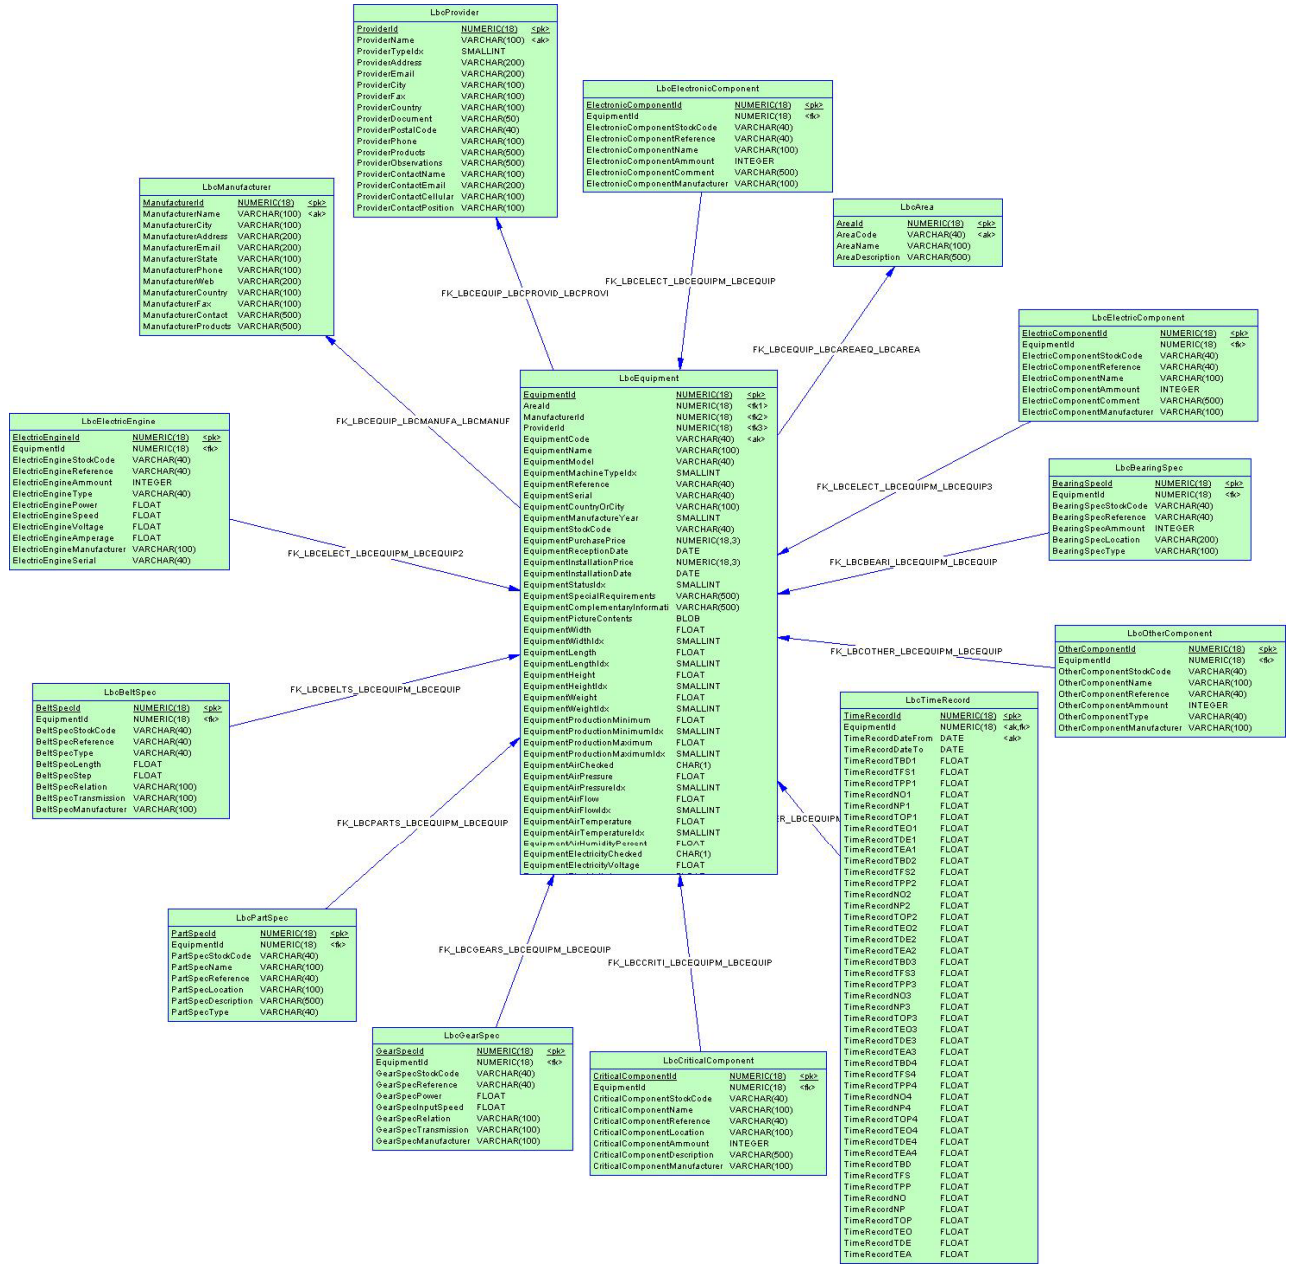 LbcProvider
ProviderId NUMERIC(18) <pk>
ProviderName VARCHAR(100) <ak>
ProviderTypeIdx SMALLINT
ProviderAddress VARCHAR(200)
ProviderEmail VARCHAR(200)
ProviderCity VARCHAR(100)
ProviderFax VARCHAR(100)
ProviderCountry VARCHAR(100)
ProviderDocument VARCHAR(50)
ProviderPostalCode VARCHAR(40)
ProviderPhone VARCHAR(100)
ProviderProducts VARCHAR(500)
ProviderObservations VARCHAR(500)
ProviderContactName VARCHAR(100)
ProviderContactEmail VARCHAR(200)
ProviderContactCellular VARCHAR(100)
ProviderContactPosition VARCHAR(100)
LbcElectronicComponent
ElectronicComponentId NUMERIC(18) <pk>
EquipmentId NUMERIC(18) <fk>
ElectronicComponentStockCode VARCHAR(40)
ElectronicComponentReference VARCHAR(40)
ElectronicComponentName VARCHAR(100)
ElectronicComponentAmmount INTEGER
ElectronicComponentComment VARCHAR(500)
ElectronicComponentManufacturer VARCHAR(100)
LbcManufacturer
ManufacturerId NUMERIC(18) <pk>
ManufacturerName VARCHAR(100) <ak>
ManufacturerCity VARCHAR(100)
ManufacturerAddress VARCHAR(200)
ManufacturerEmail VARCHAR(200)
ManufacturerState VARCHAR(100)
ManufacturerPhone VARCHAR(100)
ManufacturerWeb VARCHAR(200)
ManufacturerCountry VARCHAR(100)
ManufacturerFax VARCHAR(100)
ManufacturerContact VARCHAR(500)
ManufacturerProducts VARCHAR(500)
LbcArea
AreaId NUMERIC(18) <pk>
AreaCode VARCHAR(40) <ak>
AreaName VARCHAR(100)
AreaDescription VARCHAR(500)
FK_LBCELECT_LBCEQUIPM_LBCEQUIP
FK_LBCEQUIP_LBCPROVID_LBCPROVI
FK_LBCEQUIP_LBCAREAEQ_LBCAREA
LbcElectricComponent
ElectricComponentId NUMERIC(18) <pk>
EquipmentId NUMERIC(18) <fk>
ElectricComponentStockCode VARCHAR(40)
ElectricComponentReference VARCHAR(40)
ElectricComponentName VARCHAR(100)
ElectricComponentAmmount INTEGER
ElectricComponentComment VARCHAR(500)
ElectricComponentManufacturer VARCHAR(100)
FK_LBCEQUIP_LBCMANUFA_LBCMANUF
LbcEquipment
EquipmentId NUMERIC(18) <pk>
AreaId NUMERIC(18) <fk1>
ManufacturerId NUMERIC(18) <fk2>
ProviderId NUMERIC(18) <fk3>
EquipmentCode VARCHAR(40) <ak>
EquipmentName VARCHAR(100)
EquipmentModel VARCHAR(40)
EquipmentMachineTypeIdx SMALLINT
EquipmentReference VARCHAR(40)
EquipmentSerial VARCHAR(40)
EquipmentCountryOrCity VARCHAR(100)
EquipmentManufactureYear SMALLINT
EquipmentStockCode VARCHAR(40)
EquipmentPurchasePrice NUMERIC(18,3)
EquipmentReceptionDate DATE
EquipmentInstallationPrice NUMERIC(18,3)
EquipmentInstallationDate DATE
EquipmentStatusIdx SMALLINT
EquipmentSpecialRequirements VARCHAR(500)
EquipmentComplementaryInformati VARCHAR(500)
EquipmentPictureContents BLOB
EquipmentWidth FLOAT
EquipmentWidthIdx SMALLINT
EquipmentLength FLOAT
EquipmentLengthIdx SMALLINT
EquipmentHeight FLOAT
EquipmentHeightIdx SMALLINT
EquipmentWeight FLOAT
EquipmentWeightIdx SMALLINT
EquipmentProductionMinimum FLOAT
EquipmentProductionMinimumIdx SMALLINT
EquipmentProductionMaximum FLOAT
EquipmentProductionMaximumIdx SMALLINT
EquipmentAirChecked CHAR(1)
EquipmentAirPressure FLOAT
EquipmentAirPressureIdx SMALLINT
EquipmentAirFlow FLOAT
EquipmentAirFlowIdx SMALLINT
EquipmentAirTemperature FLOAT
EquipmentAirTemperatureIdx SMALLINT
EquipmentAirHumidityPercent FLOAT
EquipmentElectricityChecked CHAR(1)
EquipmentElectricityVoltage FLOAT
LbcElectricEngine
ElectricEngineId NUMERIC(18) <pk>
EquipmentId NUMERIC(18) <fk>
ElectricEngineStockCode VARCHAR(40)
ElectricEngineReference VARCHAR(40)
ElectricEngineAmmount INTEGER
ElectricEngineType VARCHAR(40)
ElectricEnginePower FLOAT
ElectricEngineSpeed FLOAT
ElectricEngineVoltage FLOAT
ElectricEngineAmperage FLOAT
ElectricEngineManufacturer VARCHAR(100)
ElectricEngineSerial VARCHAR(40)
FK_LBCELECT_LBCEQUIPM_LBCEQUIP2
FK_LBCELECT_LBCEQUIPM_LBCEQUIP3
LbcBearingSpec
BearingSpecId NUMERIC(18) <pk>
EquipmentId NUMERIC(18) <fk>
BearingSpecStockCode VARCHAR(40)
BearingSpecReference VARCHAR(40)
BearingSpecAmmount INTEGER
BearingSpecLocation VARCHAR(200)
BearingSpecType VARCHAR(100)
FK_LBCBEARI_LBCEQUIPM_LBCEQUIP
LbcOtherComponent
OtherComponentId NUMERIC(18) <pk>
EquipmentId NUMERIC(18) <fk>
OtherComponentStockCode VARCHAR(40)
OtherComponentName VARCHAR(100)
OtherComponentReference VARCHAR(40)
OtherComponentAmmount INTEGER
OtherComponentType VARCHAR(40)
OtherComponentManufacturer VARCHAR(100)
FK_LBCOTHER_LBCEQUIPM_LBCEQUIP
LbcBeltSpec
BeltSpecId NUMERIC(18) <pk>
EquipmentId NUMERIC(18) <fk>
BeltSpecStockCode VARCHAR(40)
BeltSpecReference VARCHAR(40)
BeltSpecType VARCHAR(40)
BeltSpecLength FLOAT
BeltSpecStep FLOAT
BeltSpecRelation VARCHAR(100)
BeltSpecTransmission VARCHAR(100)
BeltSpecManufacturer VARCHAR(100)
FK_LBCBELTS_LBCEQUIPM_LBCEQUIP
LbcTimeRecord
TimeRecordId NUMERIC(18) <pk>
EquipmentId NUMERIC(18) <ak,fk>
TimeRecordDateFrom DATE <ak>
TimeRecordDateTo DATE
TimeRecordTBD1 FLOAT
TimeRecordTFS1 FLOAT
TimeRecordTPP1 FLOAT
TimeRecordNO1 FLOAT
TimeRecordNP1 FLOAT
TimeRecordTOP1 FLOAT
TimeRecordTEO1 FLOAT
TimeRecordTDE1 FLOAT
TimeRecordTEA1 FLOAT
TimeRecordTBD2 FLOAT
TimeRecordTFS2 FLOAT
TimeRecordTPP2 FLOAT
TimeRecordNO2 FLOAT
TimeRecordNP2 FLOAT
TimeRecordTOP2 FLOAT
TimeRecordTEO2 FLOAT
TimeRecordTDE2 FLOAT
TimeRecordTEA2 FLOAT
TimeRecordTBD3 FLOAT
TimeRecordTFS3 FLOAT
TimeRecordTPP3 FLOAT
TimeRecordNO3 FLOAT
TimeRecordNP3 FLOAT
TimeRecordTOP3 FLOAT
TimeRecordTEO3 FLOAT
TimeRecordTDE3 FLOAT
TimeRecordTEA3 FLOAT
TimeRecordTBD4 FLOAT
TimeRecordTFS4 FLOAT
TimeRecordTPP4 FLOAT
TimeRecordNO4 FLOAT
TimeRecordNP4 FLOAT
TimeRecordTOP4 FLOAT
TimeRecordTEO4 FLOAT
TimeRecordTDE4 FLOAT
TimeRecordTEA4 FLOAT
TimeRecordTBD FLOAT
TimeRecordTFS FLOAT
TimeRecordTPP FLOAT
TimeRecordNO FLOAT
TimeRecordNP FLOAT
TimeRecordTOP FLOAT
TimeRecordTEO FLOAT
TimeRecordTDE FLOAT
TimeRecordTEA FLOAT
ER_LBCEQUIPM
FK_LBCPARTS_LBCEQUIPM_LBCEQUIP
LbcPartSpec
PartSpecId NUMERIC(18) <pk>
EquipmentId NUMERIC(18) <fk>
PartSpecStockCode VARCHAR(40)
PartSpecName VARCHAR(100)
PartSpecReference VARCHAR(40)
PartSpecLocation VARCHAR(100)
PartSpecDescription VARCHAR(500)
PartSpecType VARCHAR(40)
FK_LBCGEARS_LBCEQUIPM_LBCEQUIP
FK_LBCCRITI_LBCEQUIPM_LBCEQUIP
LbcGearSpec
GearSpecId NUMERIC(18) <pk>
EquipmentId NUMERIC(18) <fk>
GearSpecStockCode VARCHAR(40)
GearSpecReference VARCHAR(40)
GearSpecPower FLOAT
GearSpecInputSpeed FLOAT
GearSpecRelation VARCHAR(100)
GearSpecTransmission VARCHAR(100)
GearSpecManufacturer VARCHAR(100)
LbcCriticalComponent
CriticalComponentId NUMERIC(18) <pk>
EquipmentId NUMERIC(18) <fk>
CriticalComponentStockCode VARCHAR(40)
CriticalComponentName VARCHAR(100)
CriticalComponentReference VARCHAR(40)
CriticalComponentLocation VARCHAR(100)
CriticalComponentAmmount INTEGER
CriticalComponentDescription VARCHAR(500)
CriticalComponentManufacturer VARCHAR(100)